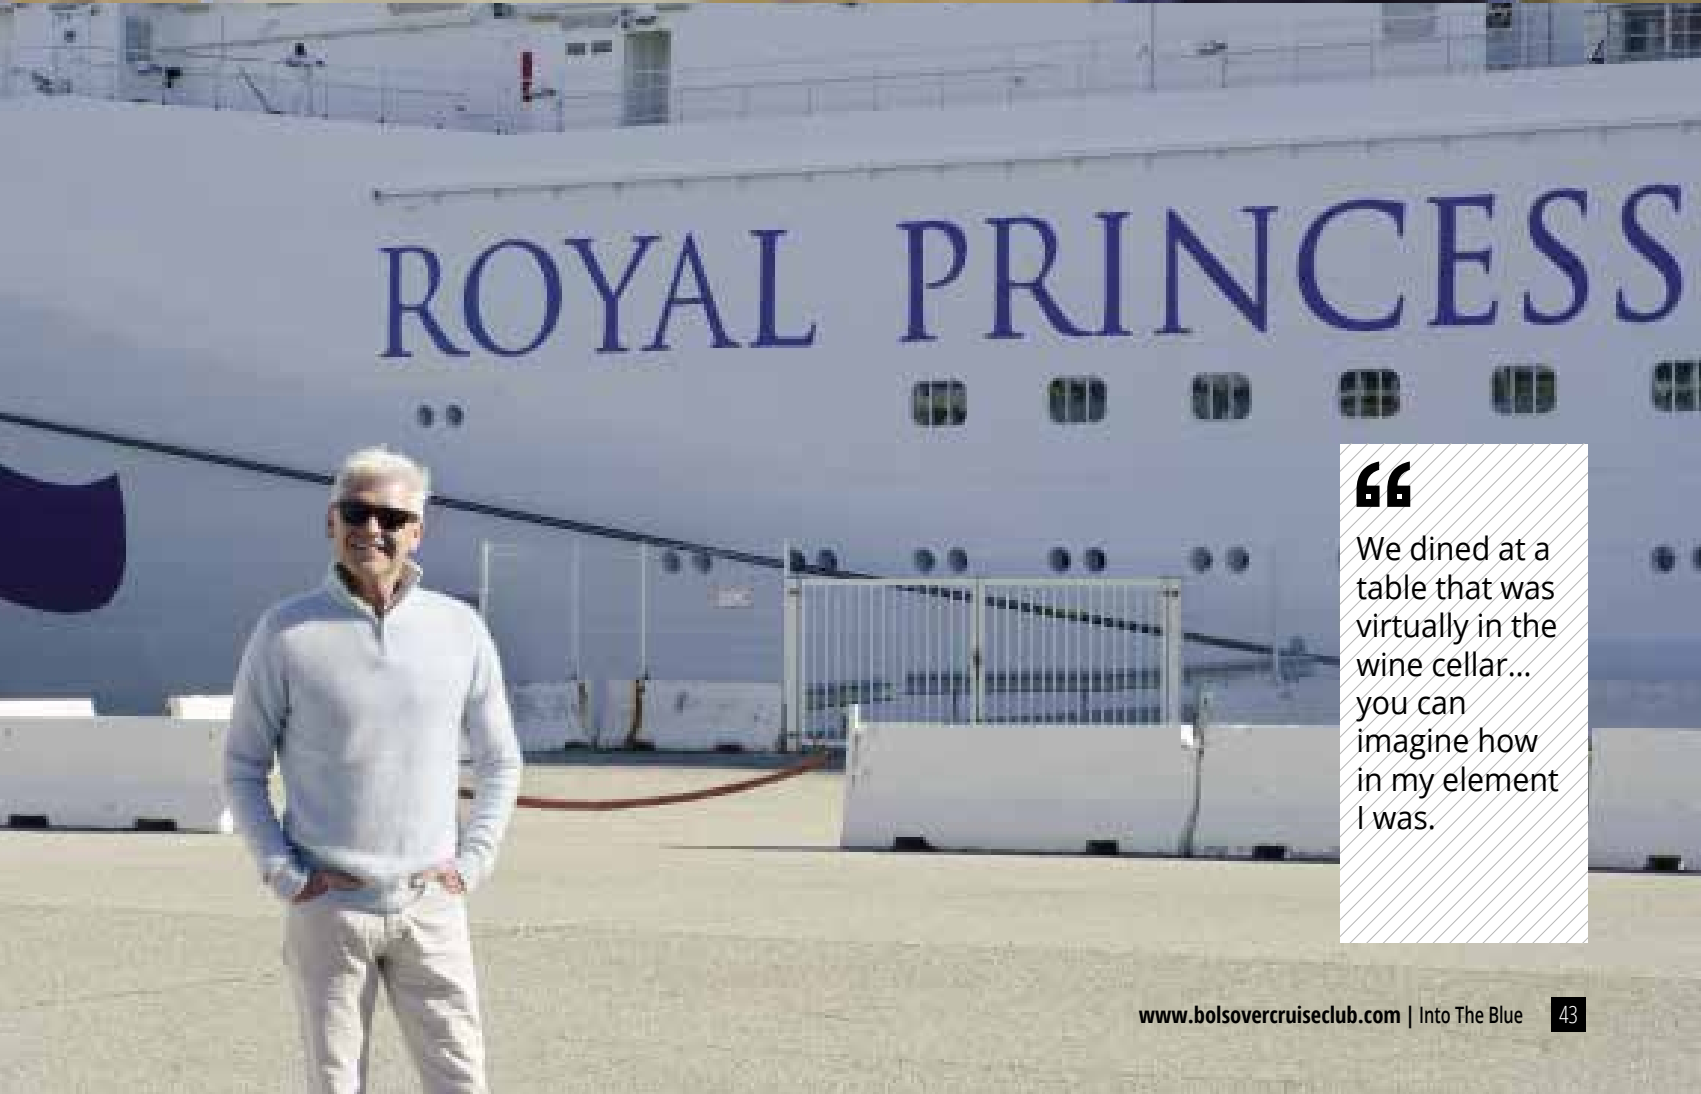 ROYAL PRINCESS
“
We dined at a
table that was
virtually in the
wine cellar...
you can
imagine how
in my element
I was.
www.bolsovercruiseclub.com | Into The Blue 43